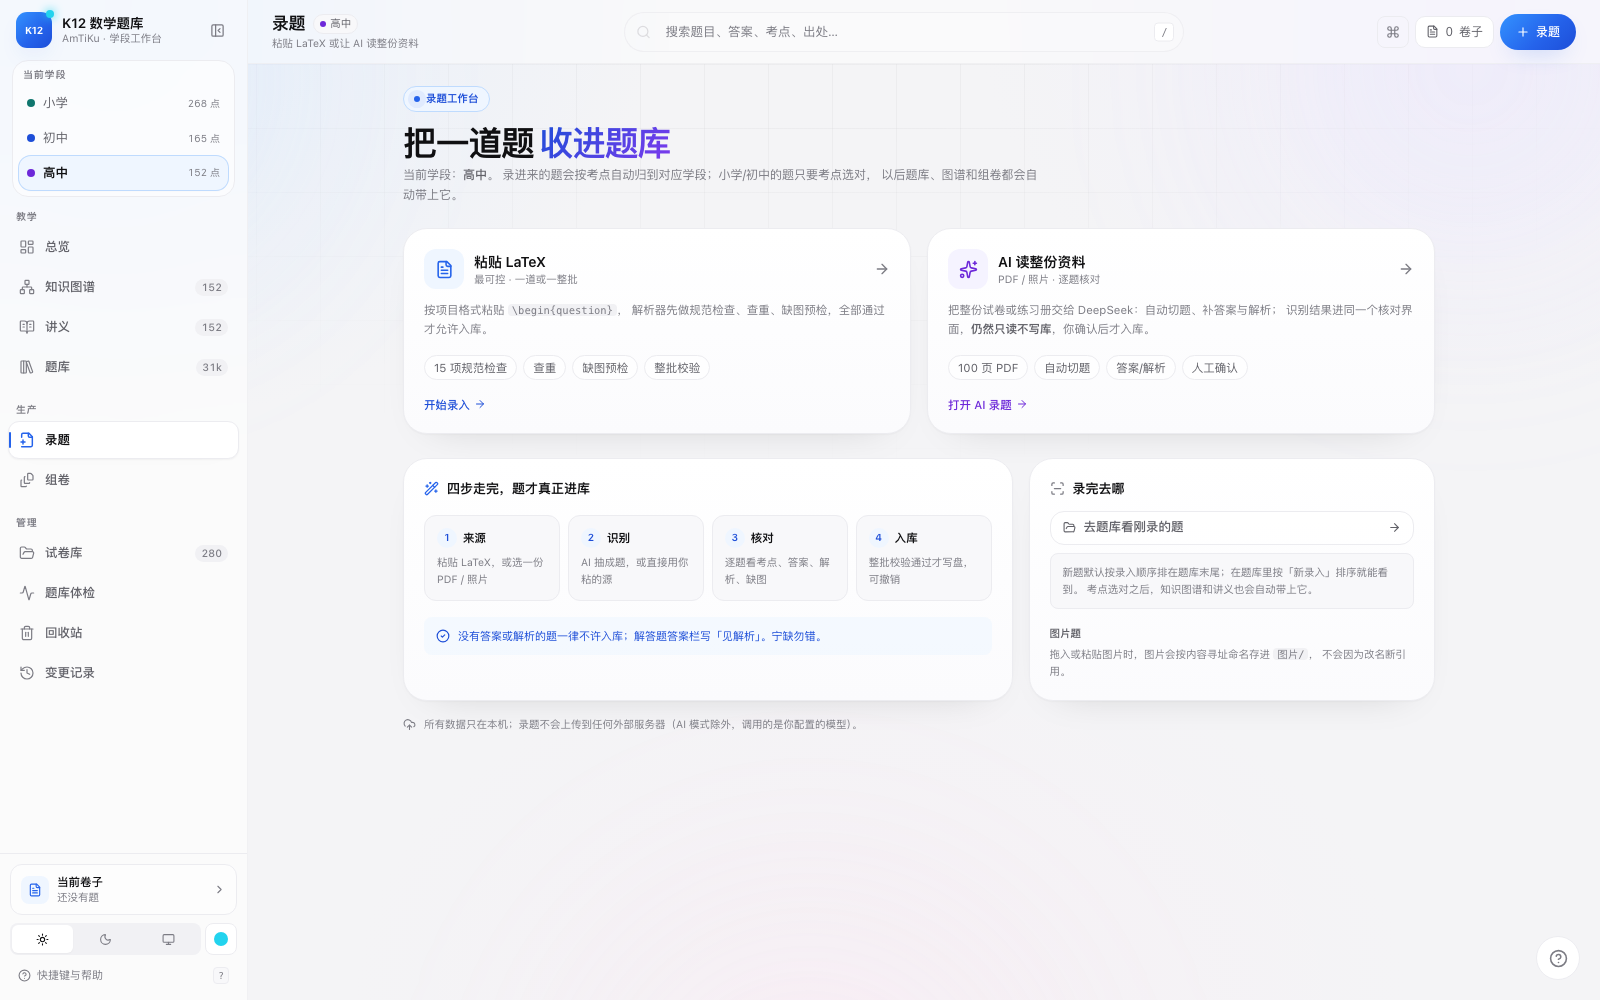 K12
K12 数学题库
AmTiKu · 学段工作台
当前学段
小学 268 点
初中 165 点
高中 152 点
教学
总览
知识图谱 152
讲义 152
题库 31k
生产
录题
组卷
管理
试卷库 280
题库体检
回收站
变更记录
当前卷子
还没有题
快捷键与帮助 ?
录题 高中
粘贴 LaTeX 或让 AI 读整份资料
搜索题目、答案、考点、出处... /
⌘ 0 卷子 + 录题
录题工作台
把一道题 收进题库
当前学段：高中。 录进来的题会按考点自动归到对应学段；小学/初中的题只要考点选对， 以后题库、图谱和组卷都会自
动带上它。
粘贴 LaTeX
最可控 · 一道或一整批
按项目格式粘贴 \begin{question}， 解析器先做规范检查、查重、缺图预检，全部通过
才允许入库。
15 项规范检查 查重 缺图预检 整批校验
开始录入
AI 读整份资料
PDF / 照片 · 逐题核对
把整份试卷或练习册交给 DeepSeek：自动切题、补答案与解析； 识别结果进同一个核对界
面，仍然只读不写库，你确认后才入库。
100 页 PDF 自动切题 答案/解析 人工确认
打开 AI 录题
四步走完，题才真正进库
1 来源
粘贴 LaTeX，或选一份
PDF / 照片
2 识别
AI 抽成题，或直接用你
粘的源
3 核对
逐题看考点、答案、解
析、缺图
4 入库
整批校验通过才写盘，
可撤销
没有答案或解析的题一律不许入库；解答题答案栏写「见解析」。宁缺勿错。
录完去哪
去题库看刚录的题
新题默认按录入顺序排在题库末尾；在题库里按「新录入」排序就能看
到。 考点选对之后，知识图谱和讲义也会自动带上它。
图片题
拖入或粘贴图片时，图片会按内容寻址命名存进 图片/， 不会因为改名断引
用。
所有数据只在本机；录题不会上传到任何外部服务器（AI 模式除外，调用的是你配置的模型）。